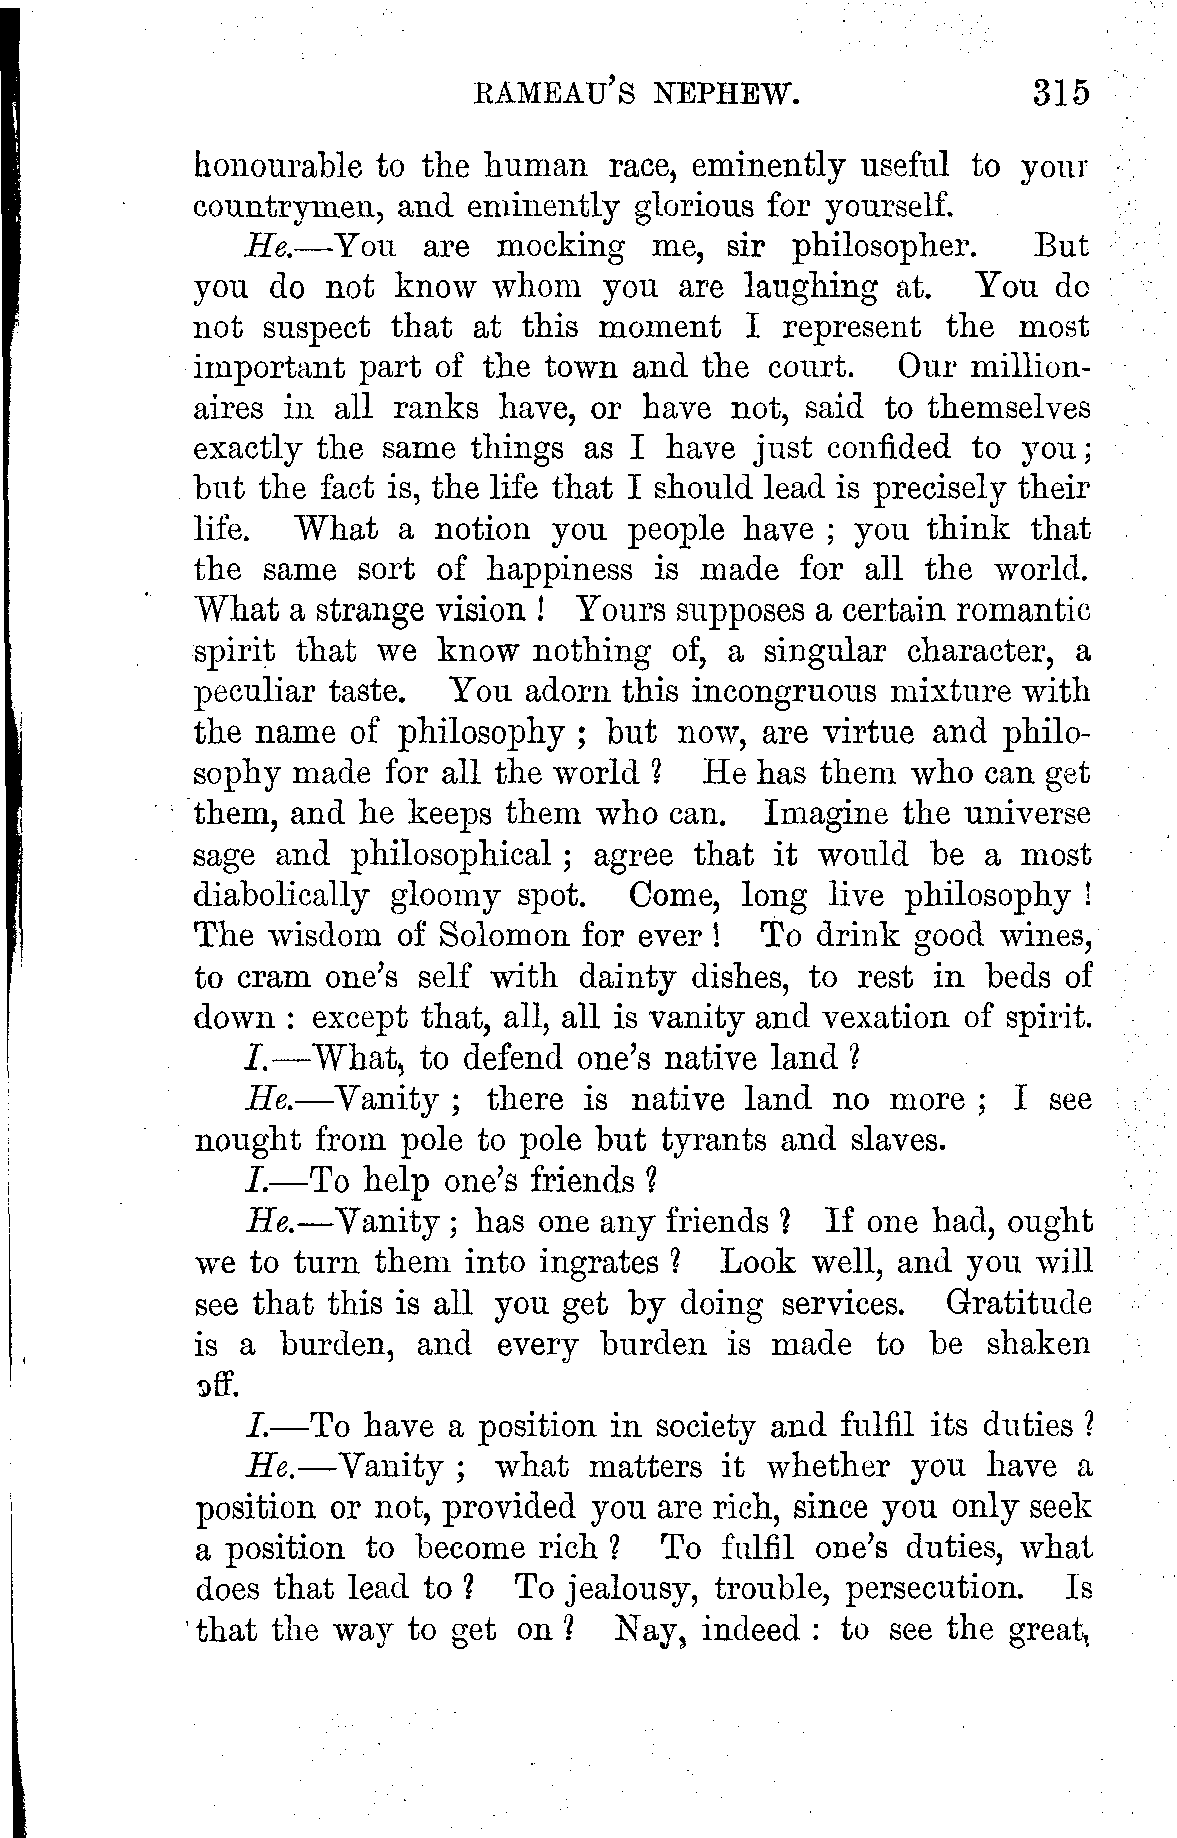 RAMEAU'S NEPHEW. 315
honourable to the human race, eminently useful to your
countrymen, and eminently glorious for yourself.
He.—You are mocking me, sir philosopher. But
you do not know whom you are laughing at. You do
not suspect that at this moment I represent the most
important part of the town and the court. Our million-
aires in all ranks have, or have not, said to themselves
exactly the same things as I have just confided to you;
but the fact is, the life that I should lead is precisely their
life. What a notion you people have ; you think that
the same sort of happiness is made for all the world.
What a strange vision ! Yours supposes a certain romantic
spirit that we know nothing of, a singular character, a
peculiar taste. You adorn this incongruous mixture with
the name of philosophy ; but now, are virtue and philo-
sophy made for all the world ? He has them who can get
them, and he keeps them who can. Imagine the universe
sage and philosophical ; agree that it would be a most
diabolically gloomy spot. Come, long live philosophy !
The wisdom of Solomon for ever ! To drink good wines,
to cram one's self with dainty dishes, to rest in beds of
down : except that, all, all is vanity and vexation of spirit.
I.—What, to defend one's native land ?
He.—Vanity ; there is native land no more ; I see
nought from pole to pole but tyrants and slaves.
I.—To help one's friends ?
He.—Vanity ; has one any friends ? If one had, ought
we to turn them into ingrates ? Look well, and you will
see that this is all you get by doing services. Gratitude
is a burden, and every burden is made to be shaken
off.
I.—To have a position in society and fulfil its duties ?
He.—Vanity ; what matters it whether you have a
position or not, provided you are rich, since you only seek
a position to become rich ? To fulfil one's duties, what
does that lead to ? To jealousy, trouble, persecution. Is
that the way to get on ? Nay, indeed : to see the great,